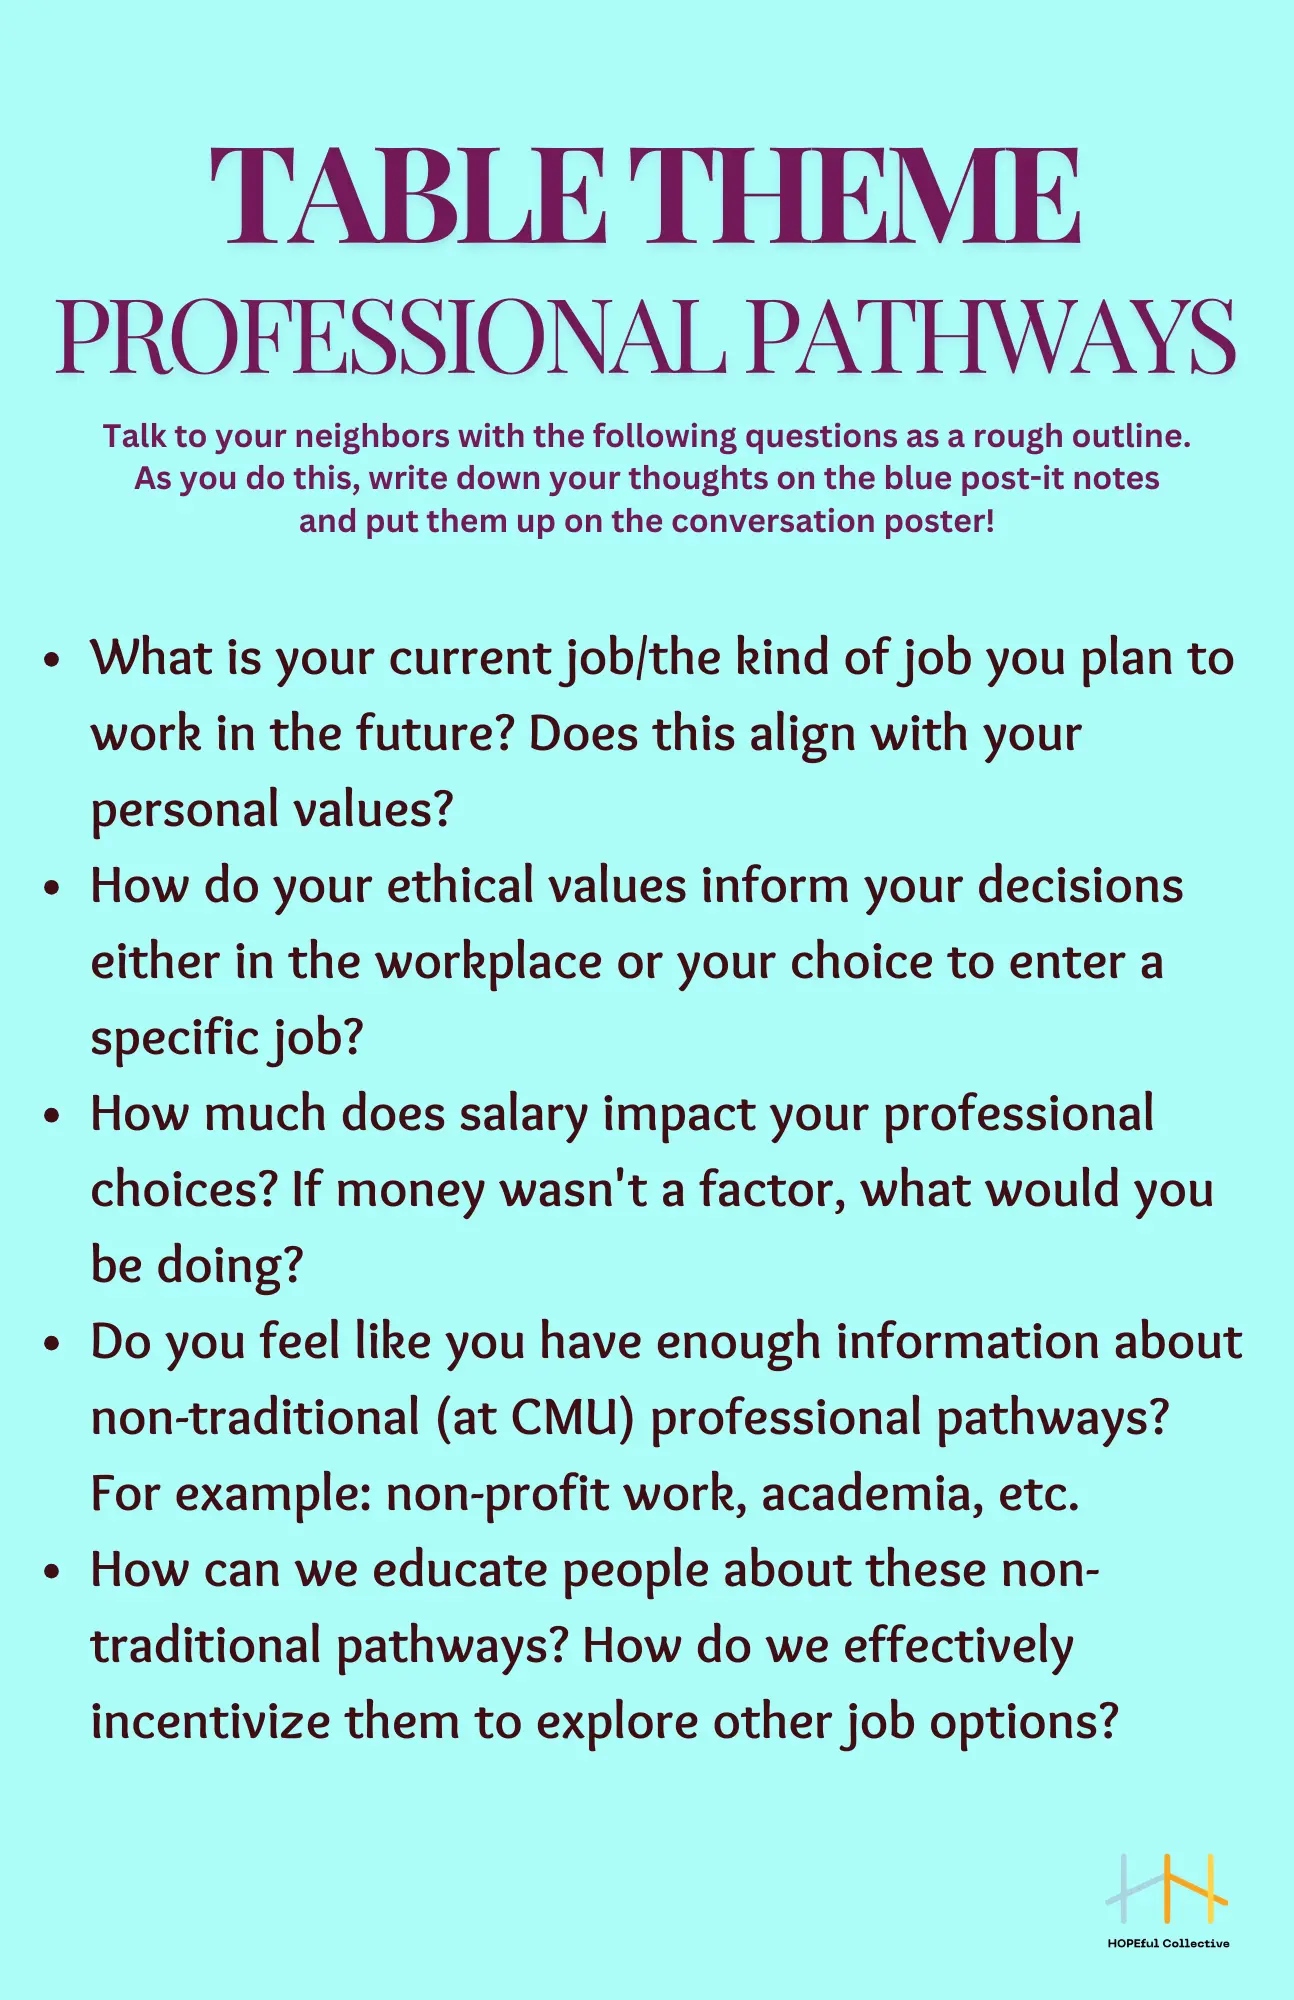 TABLE THEME
PROFESSIONAL PATHWAYS
Talk to your neighbors with the following questions as a rough outline.
As you do this, write down your thoughts on the blue post-it notes
and put them up on the conversation poster!
• What is your current job/the kind of job you plan to
work in the future? Does this align with your
personal values?
• How do your ethical values inform your decisions
either in the workplace or your choice to enter a
specific job?
• How much does salary impact your professional
choices? If money wasn't a factor, what would you
be doing?
• Do you feel like you have enough information about
non-traditional (at CMU) professional pathways?
For example: non-profit work, academia, etc.
• How can we educate people about these non-
traditional pathways? How do we effectively
incentivize them to explore other job options?
HOPEful Collective